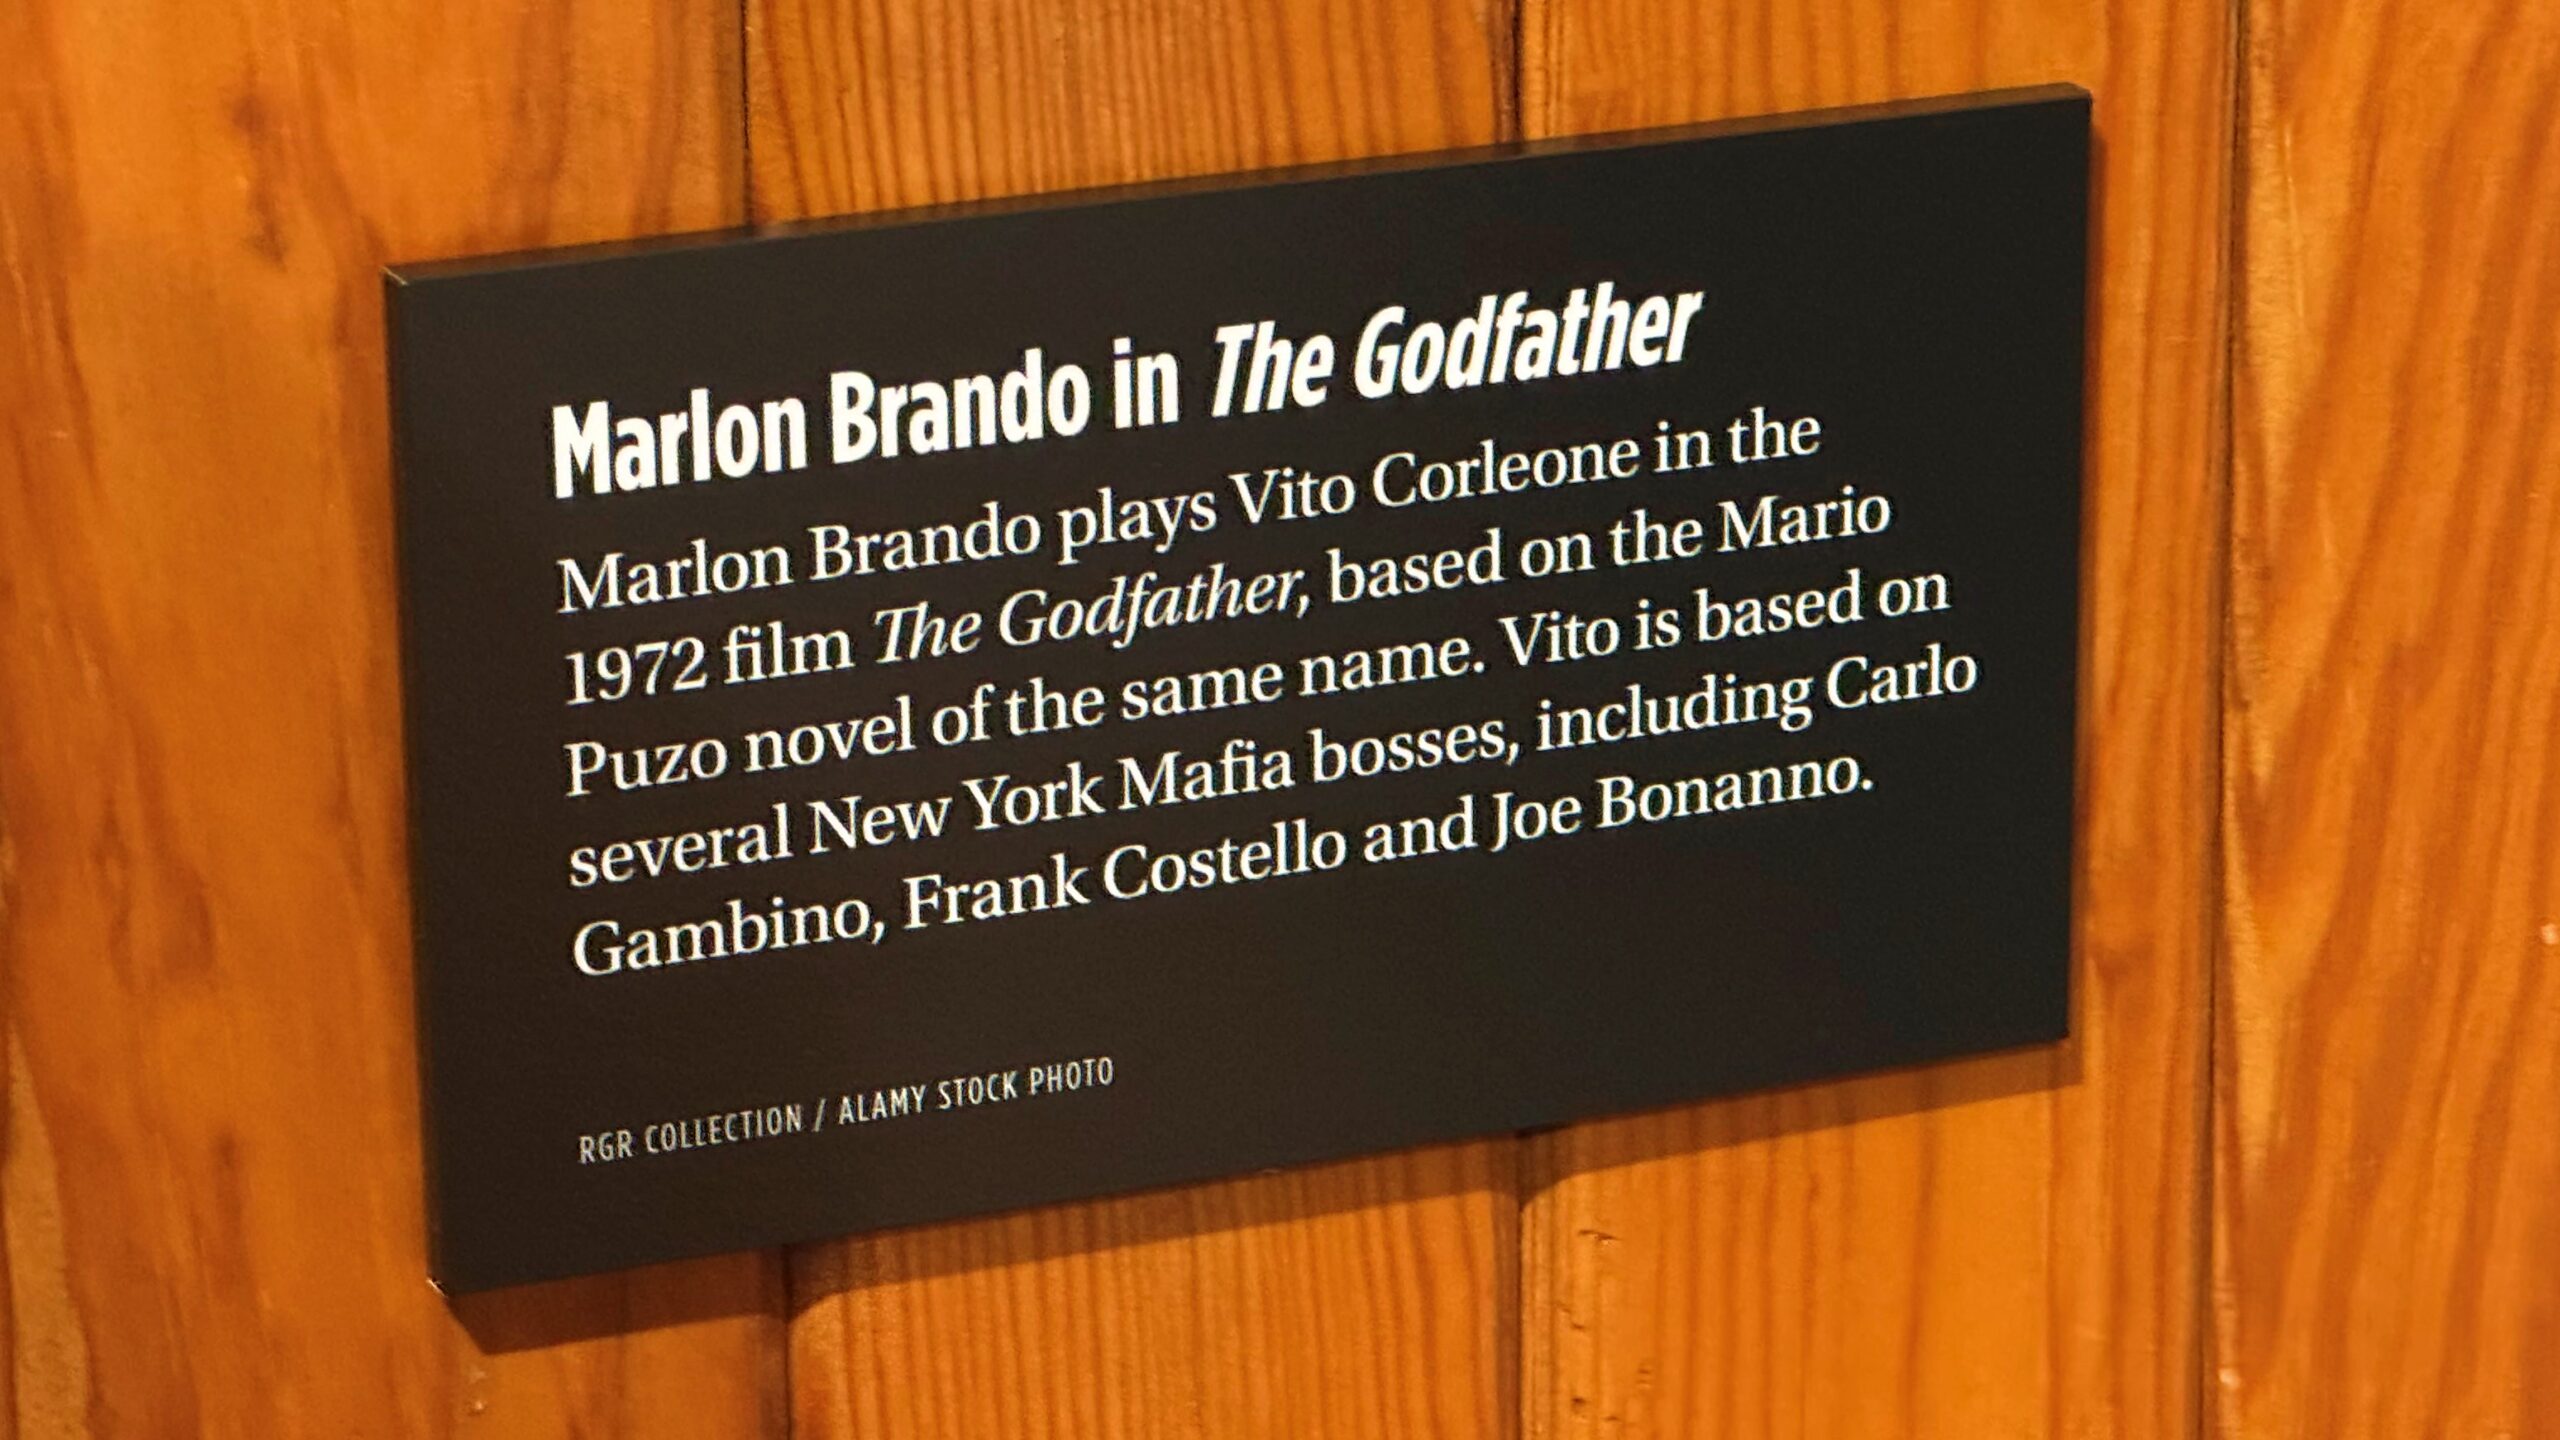 Marlon Brando in The Godfather
Marlon Brando plays Vito Corleone in the
1972 film The Godfather, based on the Mario
Puzo novel of the same name. Vito is based on
several New York Mafia bosses, including Carlo
Gambino, Frank Costello and Joe Bonanno.
RGR COLLECTION / ALAMY STOCK PHOTO